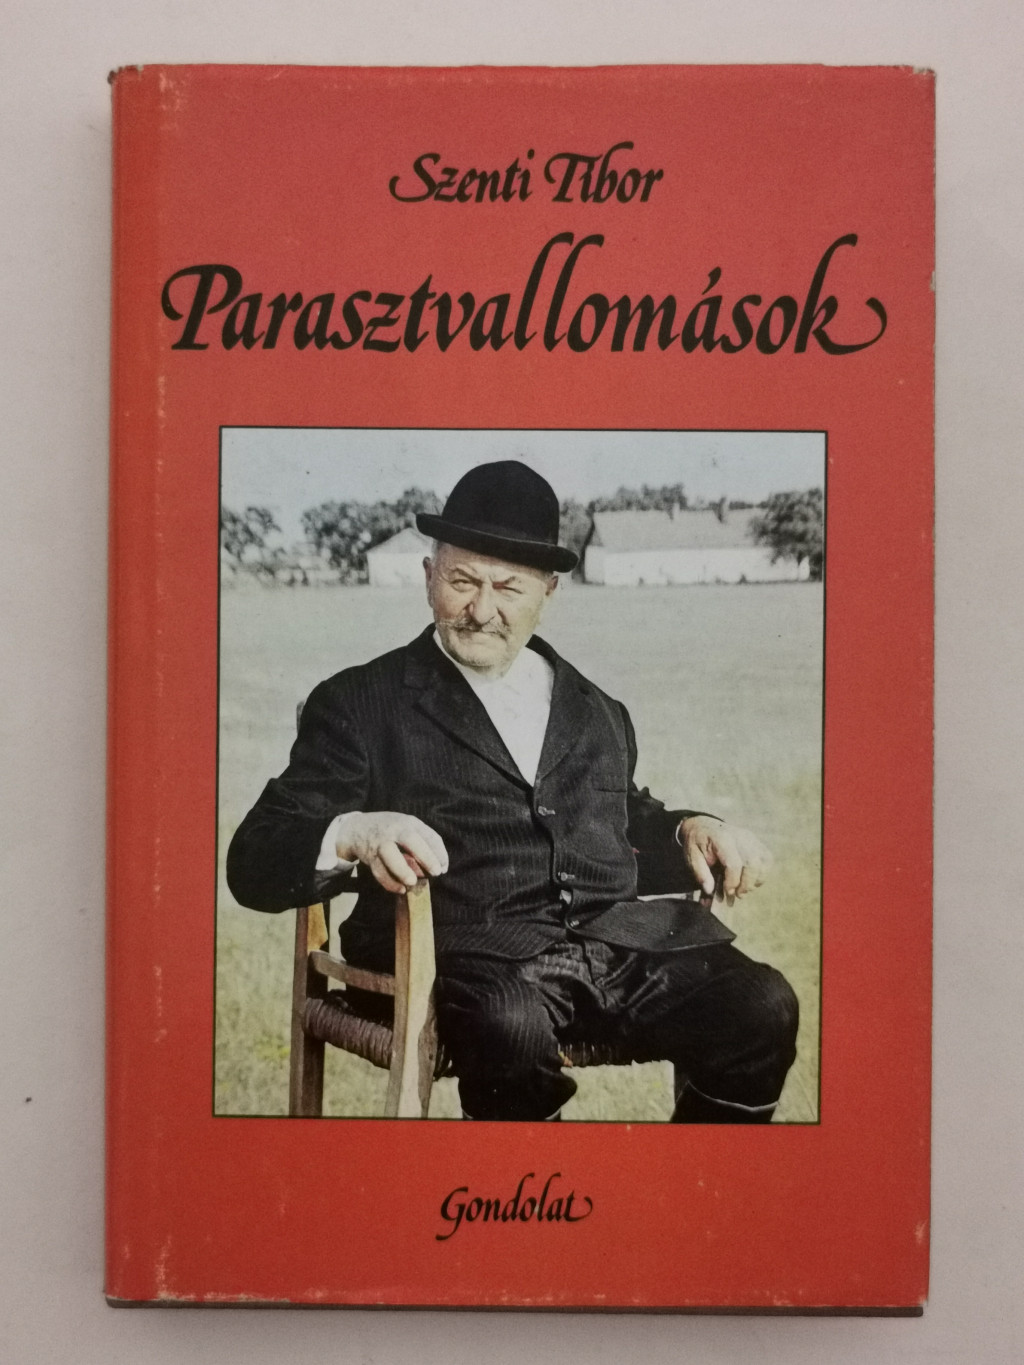 Szenti Tibor
Parasztvallomások
Gondolat